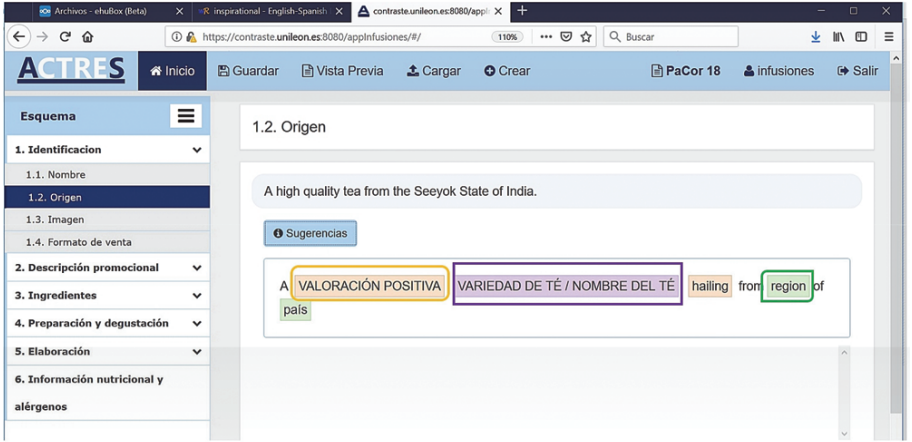 Archivos - ehuBox (Beta)
inspirational - English-Spanish
contraste.unileon.es:8080/appI
https://contraste.unileon.es:8080/appInfusiones/#/
110%
Buscar
ACTRES
Inicio
Guardar
Vista Previa
Cargar
Crear
PaCor 18
infusiones
Salir
Esquema
1. Identificacion
1.1. Nombre
1.2. Origen
1.3. Imagen
1.4. Formato de venta
2. Descripción promocional
3. Ingredientes
4. Preparación y degustación
5. Elaboración
6. Información nutricional y
alérgenos
1.2. Origen
A high quality tea from the Seeyok State of India.
Sugerencias
A VALORACIÓN POSITIVA VARIEDAD DE TÉ / NOMBRE DEL TÉ hailing from region of
país